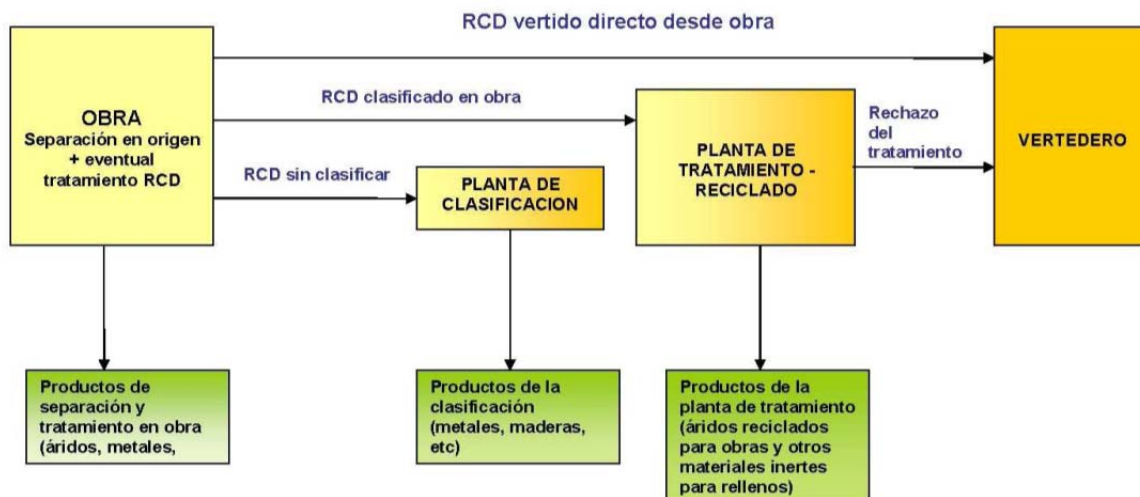 RCD vertido directo desde obra
OBRA
Separación en origen
+ eventual
tratamiento RCD
RCD clasificado en obra
RCD sin clasificar
PLANTA DE
CLASIFICACION
PLANTA DE
TRATAMIENTO -
RECICLADO
Rechazo
del
tratamiento
VERTEDERO
Productos de
separación y
tratamiento en obra
(áridos, metales,
Productos de la
clasificación
(metales, maderas,
etc)
Productos de la
planta de tratamiento
(áridos reciclados
para obras y otros
materiales inertes
para rellenos)